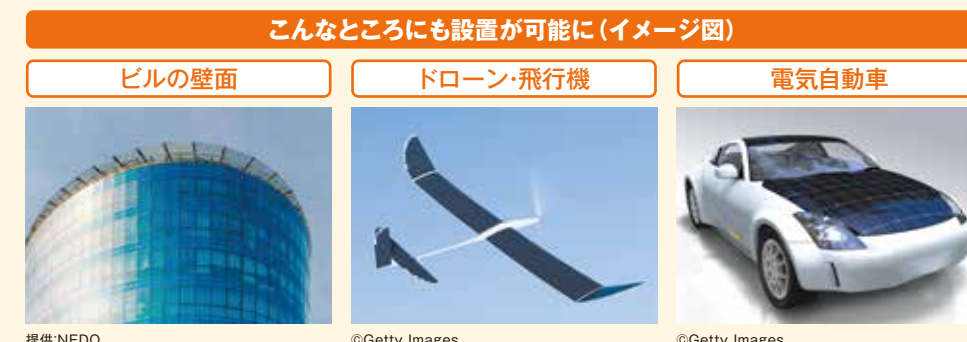 こんなところにも設置が可能に（イメージ図）
ビルの壁面
ドローン・飛行機
電気自動車
提供:NEDO
©Getty Images
©Getty Images